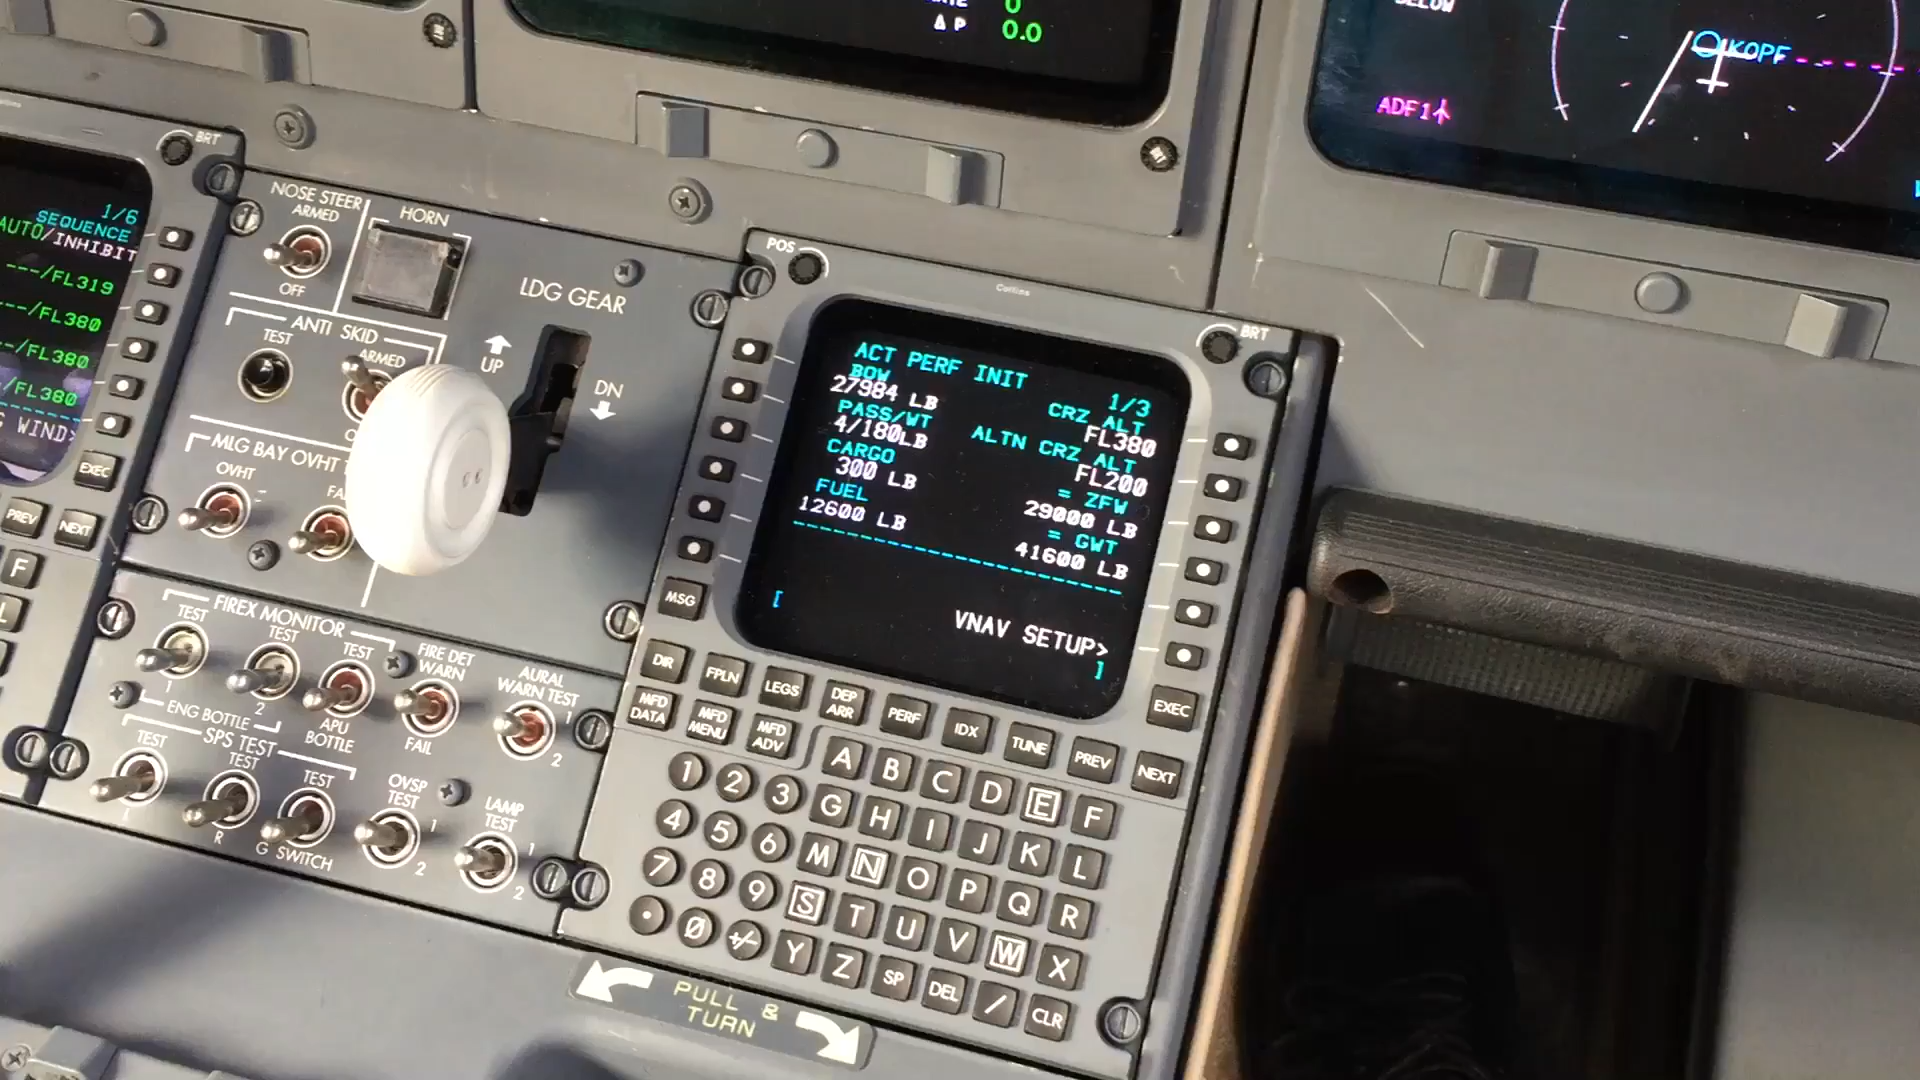 Δ P
0
0.0
BELOW
KOPF
ADF1
BRT
1/6
SEQUENCE
AUTO/INHIBIT
---/FL319
---/FL380
--/FL380
/FL380
WIND>
EXEC
PREV
NEXT
F
L
NOSE STEER
ARMED
OFF
HORN
LDG GEAR
UP
DN
ANTI SKID
TEST
ARMED
MLG BAY OVHT
OVHT
FIREX MONITOR
TEST
TEST
TEST
1
2
ENG BOTTLE
APU
BOTTLE
FIRE DET
WARN
FAIL
AURAL
WARN TEST
1
2
SPS TEST
TEST
TEST
TEST
R
G SWITCH
OVSP
TEST
1
2
LAMP
TEST
1
2
POS
Collins
BRT
ACT PERF INIT
1/3
BOW
CRZ ALT
27984 LB
FL380
PASS/WT
ALTN CRZ ALT
4/180LB
FL200
CARGO
= ZFW
300 LB
29000 LB
FUEL
= GWT
12600 LB
41600 LB
------------------------
VNAV SETUP>
[ ]
MSG
DIR
FPLN
LEGS
DEP
ARR
PERF
IDX
TUNE
PREV
NEXT
EXEC
MFD
DATA
MFD
MENU
MFD
ADV
1 2 3 A B C D E F
4 5 6 G H I J K L
7 8 9 M N O P Q R
. 0 +/- S T U V W X
Y Z SP DEL / CLR
PULL &
TURN